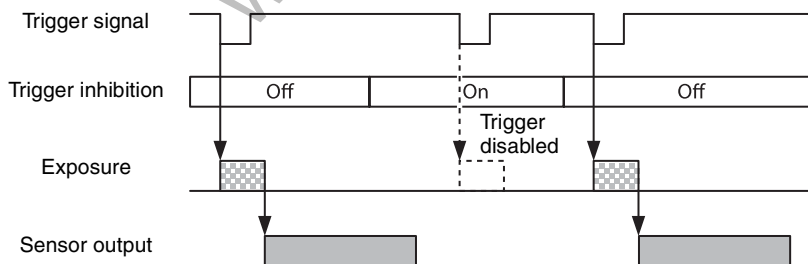 Trigger signal
Trigger inhibition
Off
On
Off
Trigger
disabled
Exposure
Sensor output